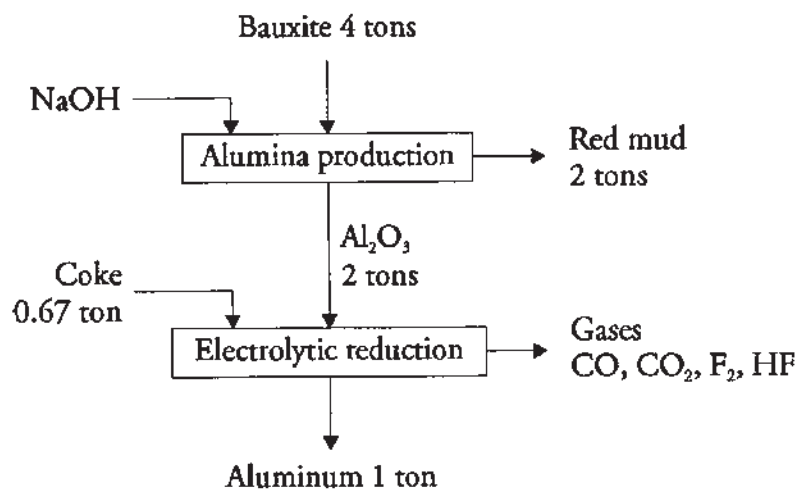 Bauxite 4 tons
NaOH
Alumina production
Red mud
2 tons
Al₂O₃
2 tons
Coke
0.67 ton
Electrolytic reduction
Gases
CO, CO₂, F₂, HF
Aluminum 1 ton